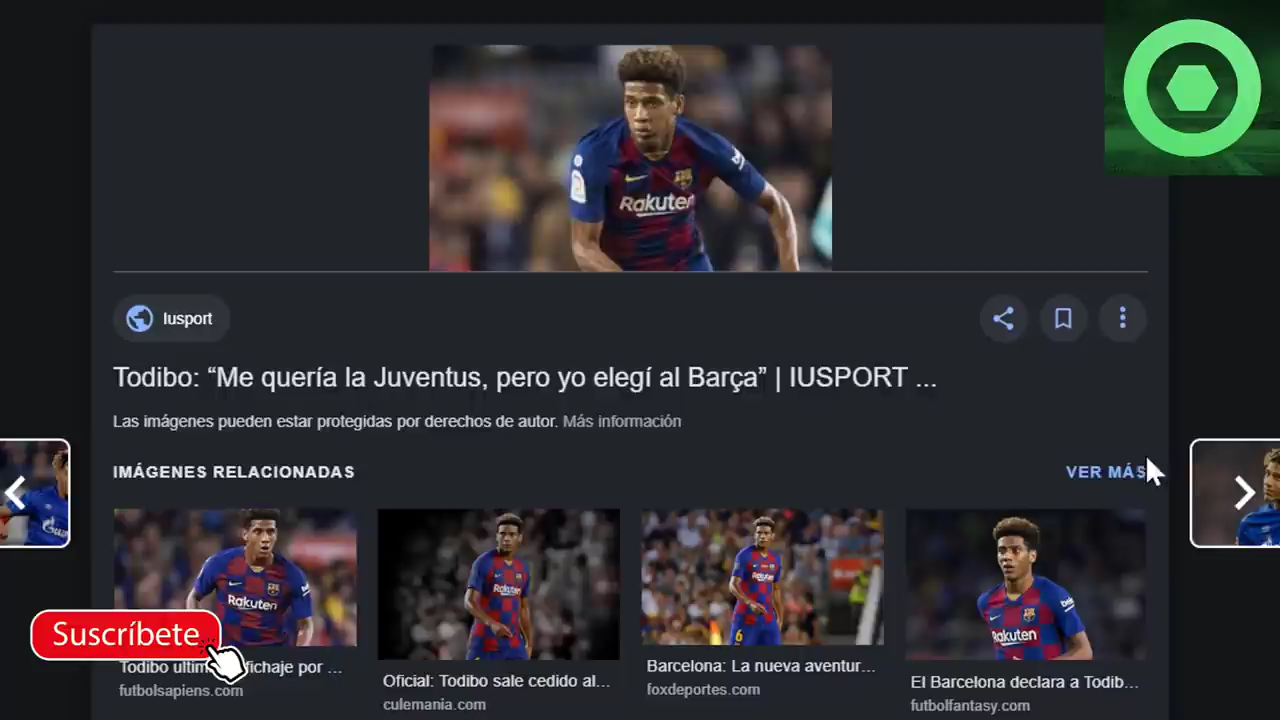 Rakuten
Iusport
Todibo: “Me quería la Juventus, pero yo elegí al Barça” | IUSPORT ...
Las imágenes pueden estar protegidas por derechos de autor. Más información
IMÁGENES RELACIONADAS
VER MÁS
Rakuten
Rakuten
Rakuten
6
Suscríbete
Todibo fichaje por ...
futbolsapiens.com
Oficial: Todibo sale cedido al...
culemania.com
Barcelona: La nueva aventur...
foxdeportes.com
El Barcelona declara a Todib...
futbolfantasy.com